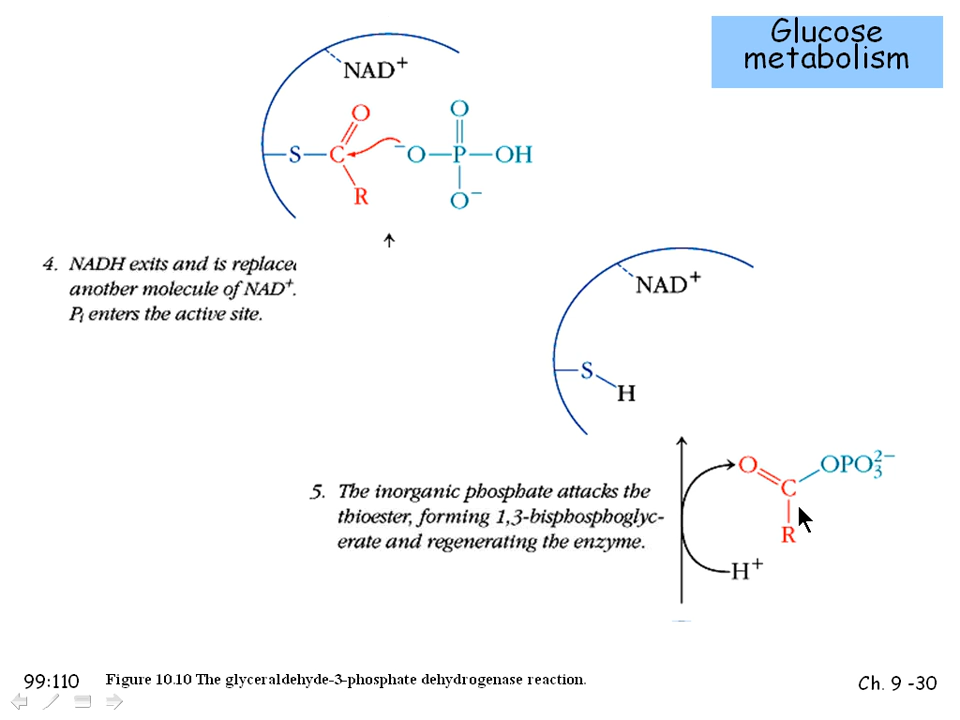 Glucose
metabolism
NAD⁺
O
O
S–C ⁻O–P–OH
R
O⁻
4. NADH exits and is replace
another molecule of NAD⁺.
Pᵢ enters the active site.
NAD⁺
S
H
O
OPO₃²⁻
C
R
H⁺
5. The inorganic phosphate attacks the
thioester, forming 1,3-bisphosphoglyc-
erate and regenerating the enzyme.
99:110
Figure 10.10 The glyceraldehyde-3-phosphate dehydrogenase reaction.
Ch. 9 -30